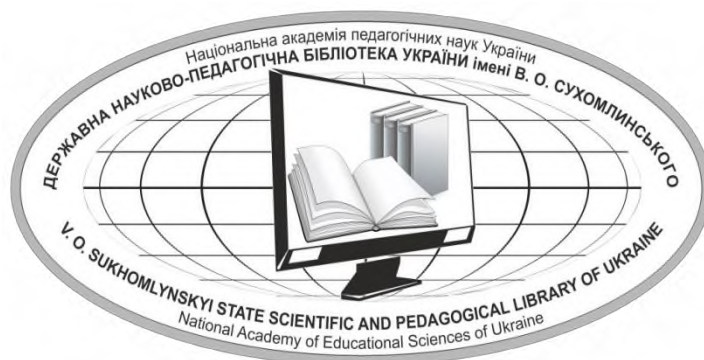 Національна академія педагогічних наук України
ДЕРЖАВНА НАУКОВО-ПЕДАГОГІЧНА БІБЛІОТЕКА УКРАЇНИ імені В. О. СУХОМЛИНСЬКОГО
V. O. SUKHOMLYNSKYI STATE SCIENTIFIC AND PEDAGOGICAL LIBRARY OF UKRAINE
National Academy of Educational Sciences of Ukraine